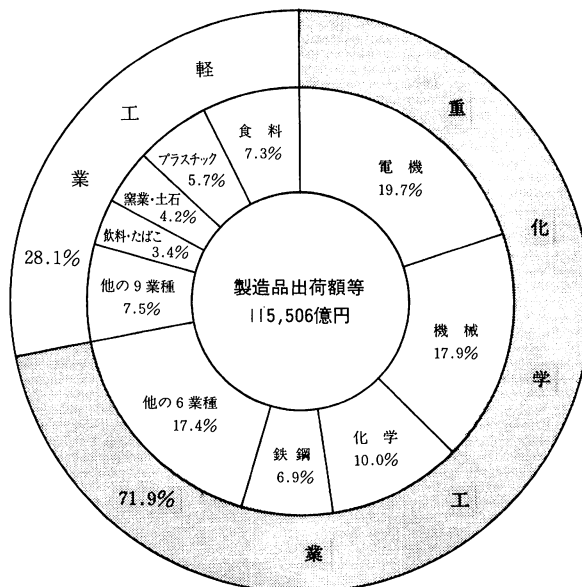 製造品出荷額等
115,506億円
重化学工業
71.9%
電機
19.7%
機械
17.9%
化学
10.0%
鉄鋼
6.9%
他の6業種
17.4%
軽工業
28.1%
他の9業種
7.5%
飲料・たばこ
3.4%
窯業・土石
4.2%
プラスチック
5.7%
食料
7.3%